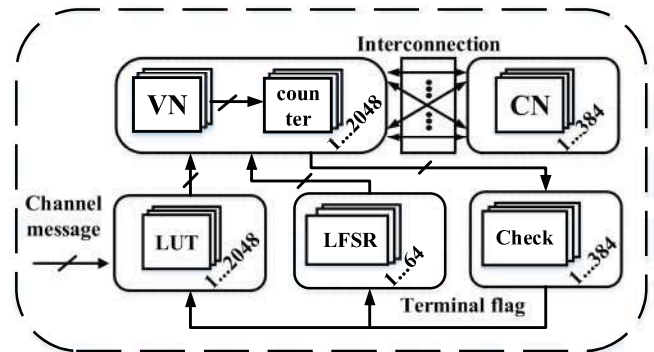 Interconnection
VN
coun
ter
1...2048
CN
1...384
Channel
message
LUT
1...2048
LFSR
1...64
Check
1...384
Terminal flag